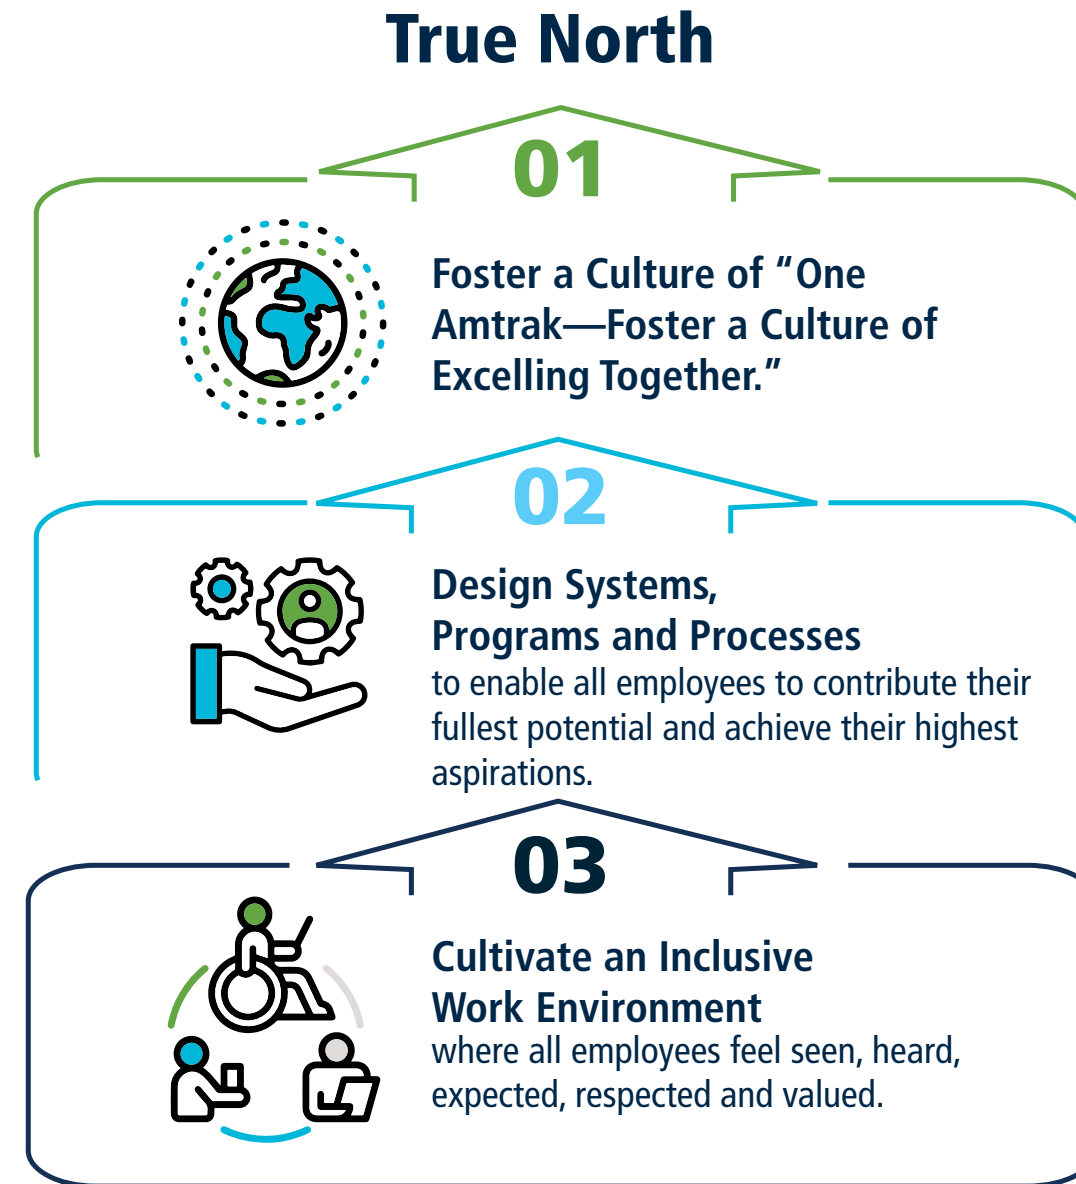 True North
01
Foster a Culture of “One
Amtrak—Foster a Culture of
Excelling Together.”
02
Design Systems,
Programs and Processes
to enable all employees to contribute their
fullest potential and achieve their highest
aspirations.
03
Cultivate an Inclusive
Work Environment
where all employees feel seen, heard,
expected, respected and valued.